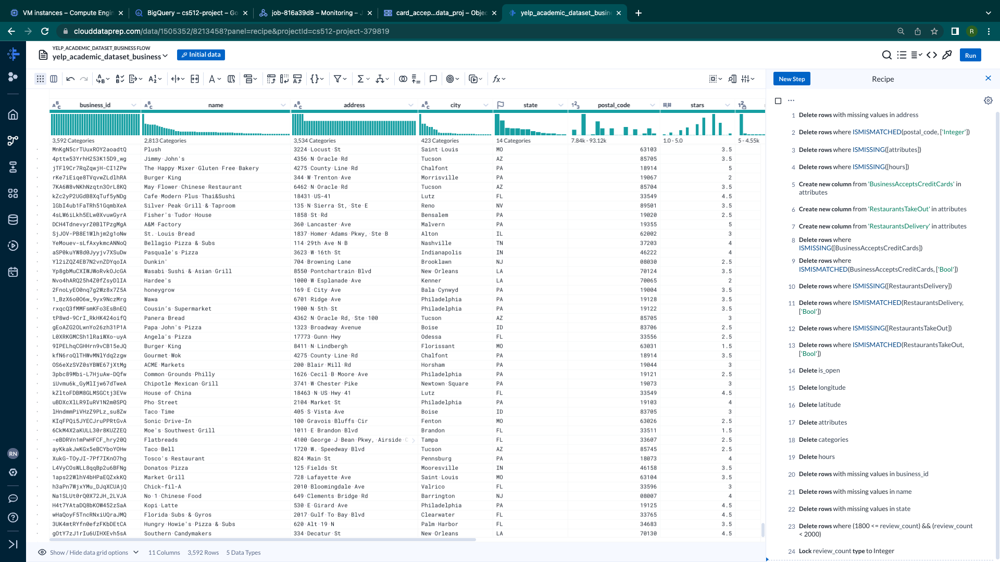 VM instances – Compute Engin
BigQuery – cs512-project – Go
job-816a39d8 – Monitoring – J
card_accep...data_proj – Objec
yelp_academic_dataset_busin
clouddataprep.com/data/1505352/8213458?panel=recipe&projectId=cs512-project-379819
R
YELP_ACADEMIC_DATASET_BUSINESS FLOW
yelp_academic_dataset_business
Initial data
Run
New Step
Recipe
business_id name address city state postal_code stars
3,592 Categories 2,813 Categories 3,534 Categories 423 Categories 14 Categories 7.84k - 93.12k 1.0 - 5.0 5 - 4.55k
MnKgN5crTUuxROY2aoadtQ Plush 3224 Locust St Saint Louis MO 63103 3.5
4pttw53YrhH253K15D9_wg Jimmy John's 4356 N Oracle Rd Tucson AZ 85705 3.5
jTFl9Cr7RqZqwjH-CI1ZPw The Happy Mixer Gluten Free Bakery 4275 County Line Rd Chalfont PA 18914 5
rKe7iEiqe8TVqvwZLdlhRA Burger King 344 W Trenton Ave Morrisville PA 19067 2
7KA6W8vNKhNzqtn3OrL8KQ May Flower Chinese Restaurant 6462 N Oracle Rd Tucson AZ 85704 3.5
kZc2yP2UGdB8XqTuf5yNDg Cafe Modern Plus Thai&Sushi 18431 US-41 Lutz FL 33549 4.5
lGbI4ub1FaTRh51GqmbXeA Silver Peak Grill & Taproom 135 N Sierra St, Ste E Reno NV 89501 3.5
4sLW6iLkh5ELw0XvuwGyrA Fisher's Tudor House 1858 St Rd Bensalem PA 19020 2.5
DCH4TdnevyrZ0BlTPzgMgA A&M Factory 360 Lancaster Ave Malvern PA 19355 5
SjJOV-PB8E1Wlhjm2g1oNw St. Louis Bread 1837 Homer Adams Pkwy, Ste B Alton IL 62002 3
YeMouev-sLfAxykmcANNoQ Bellagio Pizza & Subs 114 29th Ave N B Nashville TN 37203 4
aSP0kuYW8d0Jyyjv7XSuDw Pasquale's Pizza 3623 W 16th St Indianapolis IN 46222 4
Yl2iZQZ4EB7N2vnZDYqoIA Dunkin' 704 Browning Lane Brooklawn NJ 08030 2.5
Yp8gbMuCXIWJWoRvkOJcGA Wasabi Sushi & Asian Grill 8550 Pontchartrain Blvd New Orleans LA 70124 3.5
Nvo4hARQ25h4Z0fZsyDlIA Hardee's 1000 W Esplanade Ave Kenner LA 70065 2
2FnoLyEO0nq7g2Wz8x7Z5A honeygrow 169 E City Ave Bala Cynwyd PA 19004 3.5
1_BzX6o0O6w_9yx9NczMrg Wawa 6701 Ridge Ave Philadelphia PA 19128 3.5
rxqcQ3fMMFsmKFo3EsBnEQ Cousin's Supermarket 1900 N 5th St Philadelphia PA 19122 3.5
tP8wd-9CrI_RkHK424oifQ Panera Bread 4362 N Oracle Rd, Ste 100 Tucson AZ 85705 3
gEoAZG2OLwnYo26zh31P1A Papa John's Pizza 1323 Broadway Avenue Boise ID 83706 2.5
L0XRKGMCSh1lRaiWXo-uyA Angela's Pizza 17773 Gunn Hwy Odessa FL 33556 2.5
9IPELhqCGHHrn9vCB15eJQ Burger King 8411 N Lindbergh Florissant MO 63031 1.5
kfN6roQlTHWvMNlYdq2zgw Gourmet Wok 4275 County Line Rd Chalfont PA 18914 3.5
OS6eXzSVZ0sYBWE67jXtMg ACME Markets 200 Blair Mill Rd Horsham PA 19044 3
3pbc89Mbi-L7HjuAw-DQfw Common Grounds Philly 1626 Cecil B Moore Ave Philadelphia PA 19121 2.5
iUvmu6k_GyMlIjw67dTweA Chipotle Mexican Grill 3741 W Chester Pike Newtown Square PA 19073 3
kZltoFDBM8GLMSGCtj3EVw House of China 18463 N US Hwy 41 Lutz FL 33549 4.5
uBDXcXlLR9IuRV1N2m0SPQ Pho Street 2104 Market St Philadelphia PA 19103 4
lHndmmPiVHzZ9PLz_su8Zw Taco Time 405 S Vista Ave Boise ID 83705 3
KIqFPQi5JYECJruPPRtGvA Sonic Drive-In 100 Gravois Bluffs Cir Fenton MO 63026 2.5
6CkM4X2aKULL30r8KUZZEQ Moe's Southwest Grill 1011 E Brandon Blvd Brandon FL 33511 1.5
-eBDRVn1mPwHFCF_hry20Q Flatbreads 4100 George J Bean Pkwy, Airside C Tampa FL 33607 2.5
ayKkakJwKGx5eBCYboYOHw Taco Bell 1720 W. Speedway Blvd Tucson AZ 85745 2.5
XukG-TOyJI-7Pf7IKnO7hg Tosco's Restaurant 824 Main St Pennsburg PA 18073 4
L4VyCOsWLL8qqBp2u6BFNg Donatos Pizza 125 Fields St Mooresville IN 46158 3.5
1aps22WlhV4bHPaEQZxkKQ Market Grill 728 Lafayette Ave Saint Louis MO 63104 3.5
h3aPn7WjxYMu_DJqXCUAjQ Chick-fil-A 2010 Bloomingdale Ave Valrico FL 33596 3
Na1SLUt0rQ0X72JH_2LVJA No 1 Chinese Food 649 Clements Bridge Rd Barrington NJ 08007 4
H4t7YAtaDQ8bKOW452zSaA Kopi Latte 530 E Girard Ave Philadelphia PA 19125 4.5
wHaQoyF5TncRNxiUQraJMQ Florida Subs & Gyros 2017 Gulf To Bay Blvd Clearwater FL 33765 4.5
3UK4mtRYfn0efzFKbDEtCA Hungry Howie's Pizza & Subs 620 Alt 19 N Palm Harbor FL 34683 3.5
gOtY7zJ1rIu6UIHXEvh5sA Southern Candymakers 334 Decatur St New Orleans LA 70130 4.5
Show / Hide data grid options 11 Columns 3,592 Rows 5 Data Types
RN
1 Delete rows with missing values in address
2 Delete rows where ISMISMATCHED(postal_code, ['Integer'])
3 Delete rows where ISMISSING([attributes])
4 Delete rows where ISMISSING([hours])
5 Create new column from 'BusinessAcceptsCreditCards' in
attributes
6 Create new column from 'RestaurantsTakeOut' in attributes
7 Create new column from 'RestaurantsDelivery' in attributes
8 Delete rows where
ISMISSING([BusinessAcceptsCreditCards])
9 Delete rows where
ISMISMATCHED(BusinessAcceptsCreditCards, ['Bool'])
10 Delete rows where ISMISSING([RestaurantsDelivery])
11 Delete rows where ISMISMATCHED(RestaurantsDelivery,
['Bool'])
12 Delete rows where ISMISSING([RestaurantsTakeOut])
13 Delete rows where ISMISMATCHED(RestaurantsTakeOut,
['Bool'])
14 Delete is_open
15 Delete longitude
16 Delete latitude
17 Delete attributes
18 Delete categories
19 Delete hours
20 Delete rows with missing values in business_id
21 Delete rows with missing values in name
22 Delete rows with missing values in state
23 Delete rows where (1800 <= review_count) && (review_count
< 2000)
24 Lock review_count type to Integer